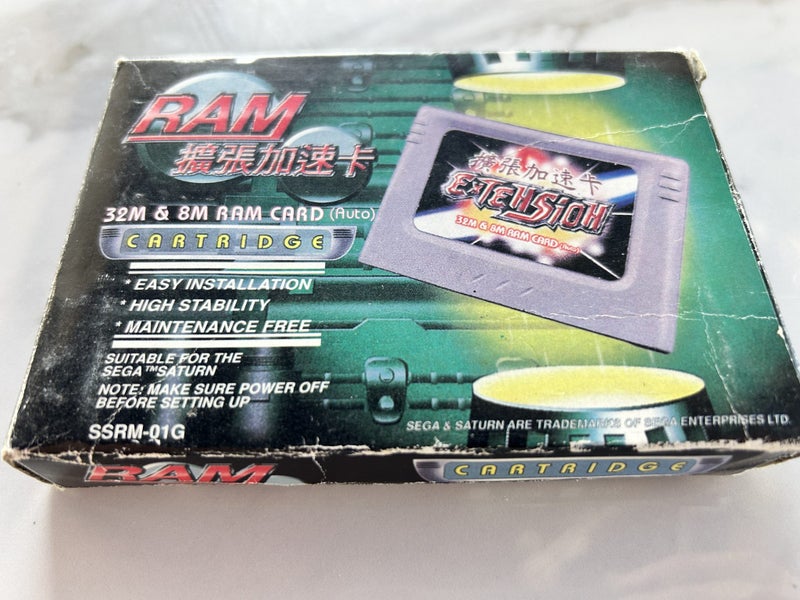 RAM
擴張加速卡
32M & 8M RAM CARD (Auto)
CARTRIDGE
* EASY INSTALLATION
* HIGH STABILITY
* MAINTENANCE FREE
SUITABLE FOR THE
SEGA™SATURN
NOTE: MAKE SURE POWER OFF
BEFORE SETTING UP
SSRM-01G
擴張加速卡
EXTENSION
32M & 8M RAM CARD (Auto)
SEGA & SATURN ARE TRADEMARKS OF SEGA ENTERPRISES LTD
RAM
CARTRIDGE